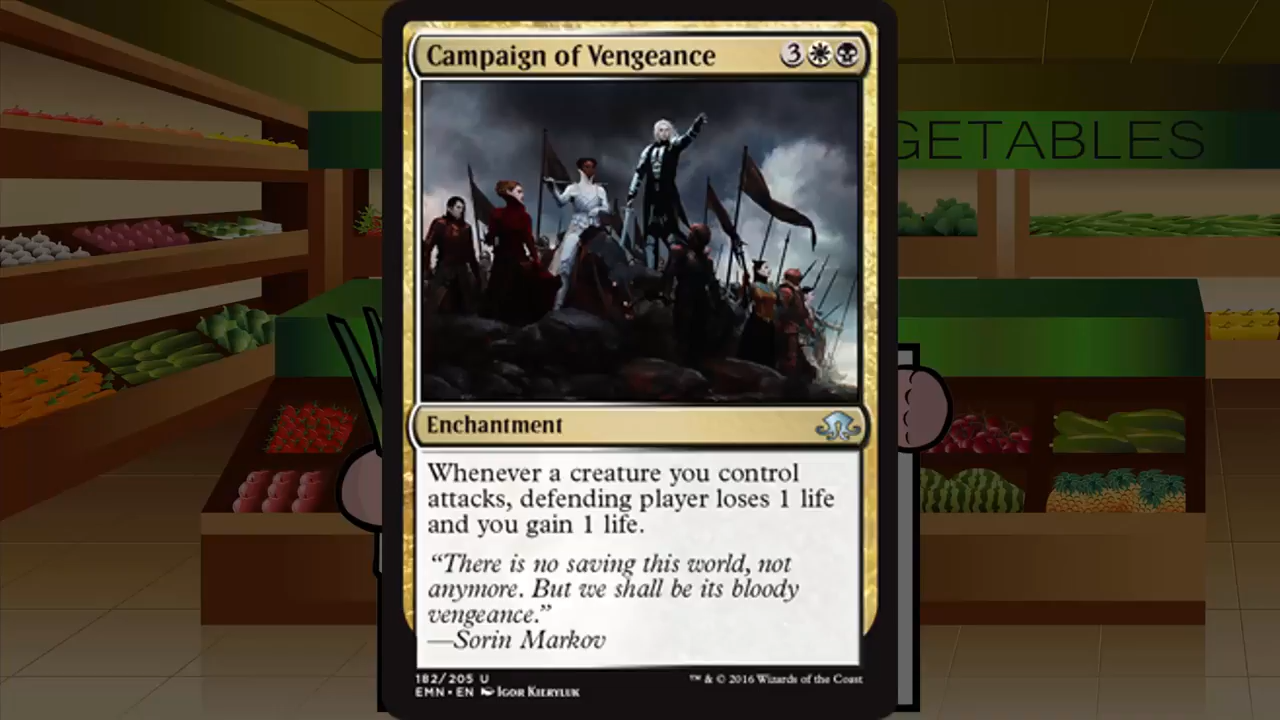 Campaign of Vengeance 3
GETABLES
Enchantment
Whenever a creature you control
attacks, defending player loses 1 life
and you gain 1 life.
“There is no saving this world, not
anymore. But we shall be its bloody
vengeance.”
—Sorin Markov
182/205 U
™ & © 2016 Wizards of the Coast
EMN • EN Igor Kieryluk